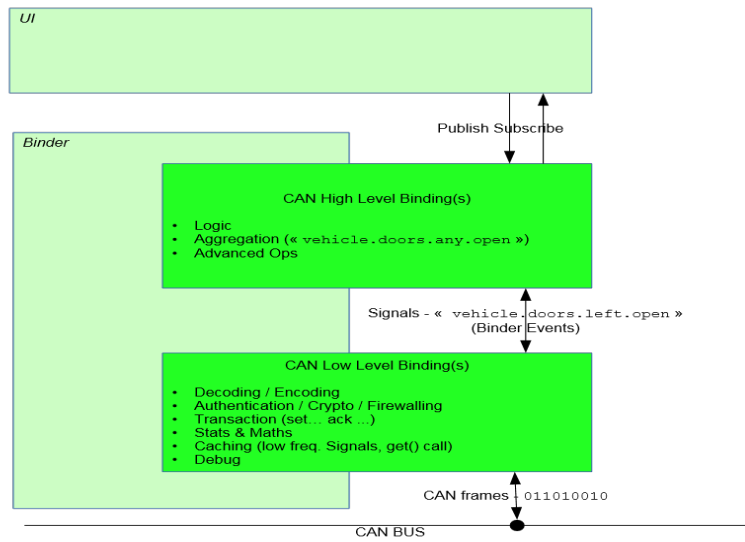 UI
Publish Subscribe
Binder
CAN High Level Binding(s)
• Logic
• Aggregation (« vehicle.doors.any.open »)
• Advanced Ops
Signals - « vehicle.doors.left.open »
(Binder Events)
CAN Low Level Binding(s)
• Decoding / Encoding
• Authentication / Crypto / Firewalling
• Transaction (set... ack ...)
• Stats & Maths
• Caching (low freq. Signals, get() call)
• Debug
CAN frames - 011010010
CAN BUS